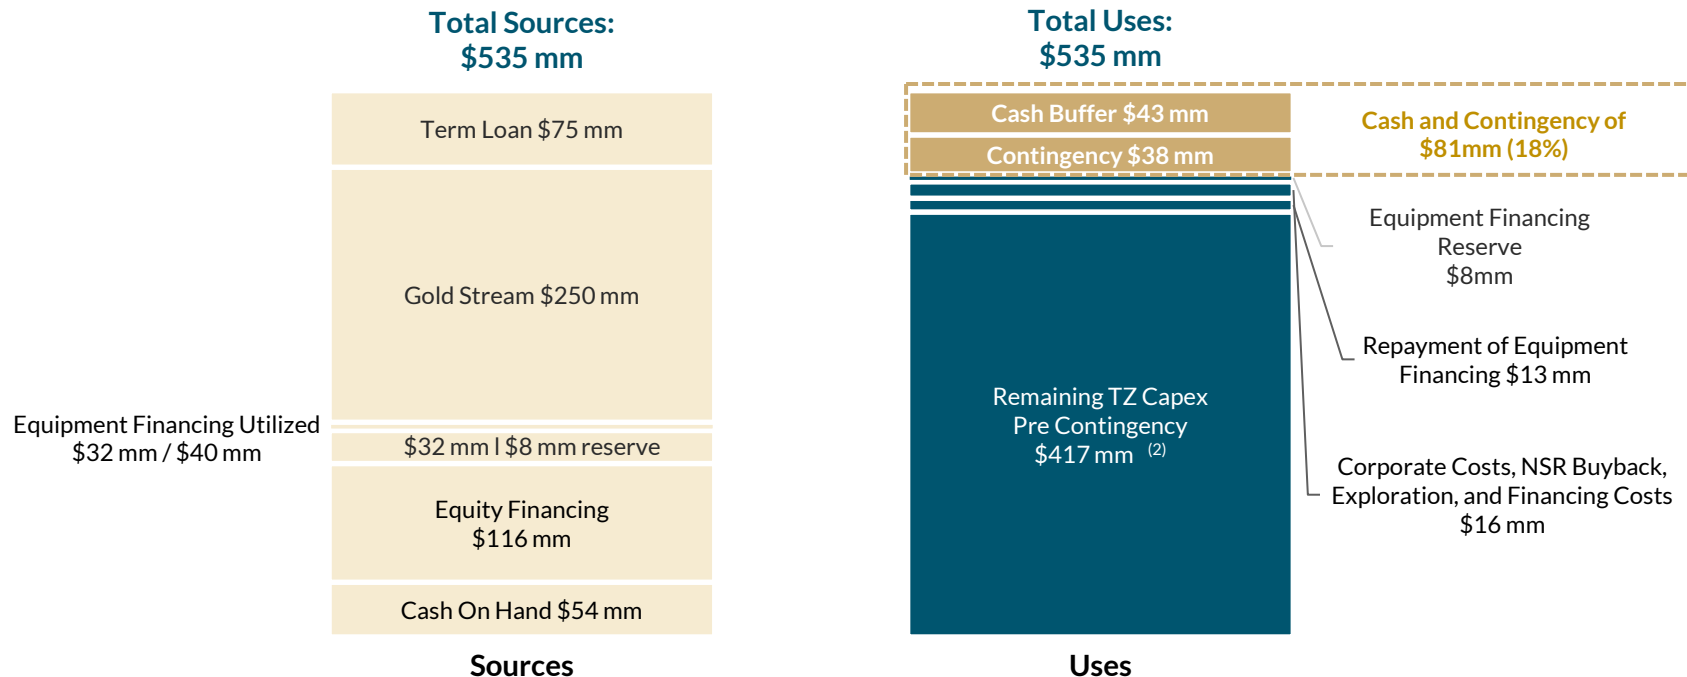 Total Sources:
$535 mm
Term Loan $75 mm
Gold Stream $250 mm
Equipment Financing Utilized
$32 mm / $40 mm
$32 mm l $8 mm reserve
Equity Financing
$116 mm
Cash On Hand $54 mm
Sources
Total Uses:
$535 mm
Cash Buffer $43 mm
Contingency $38 mm
Cash and Contingency of
$81mm (18%)
Equipment Financing
Reserve
$8mm
Repayment of Equipment
Financing $13 mm
Remaining TZ Capex
Pre Contingency
$417 mm (2)
Corporate Costs, NSR Buyback,
Exploration, and Financing Costs
$16 mm
Uses